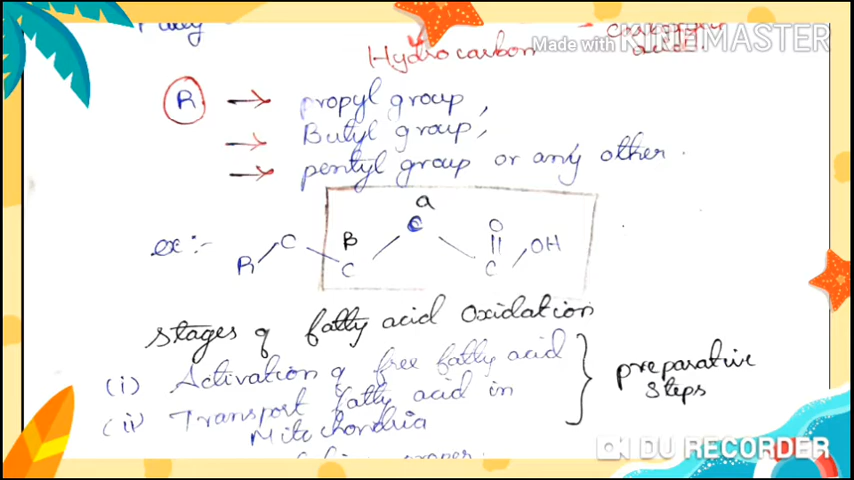 Hydrocarbon
Made with KINEMASTER
R → propyl group,
→ Butyl group,
→ pentyl group or any other.
ex:- R C B C a C O C OH
Stages of fatty acid oxidation
(i) Activation of free fatty acid
(ii) Transport fatty acid in
Mitochondria
preparative
steps
DU RECORDER